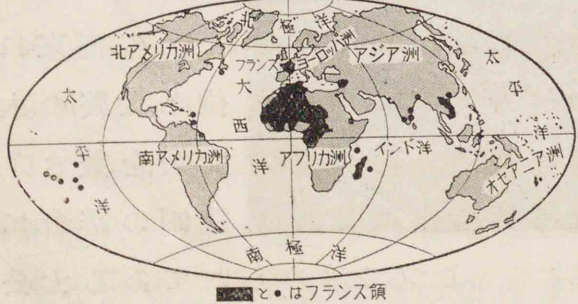 北極洋
北アメリカ洲
フランス
ヨーロッパ洲
アジア洲
太平洋
大西洋
太平洋
南アメリカ洲
アフリカ洲
インド洋
オセアニア洲
南極洋
と●はフランス領